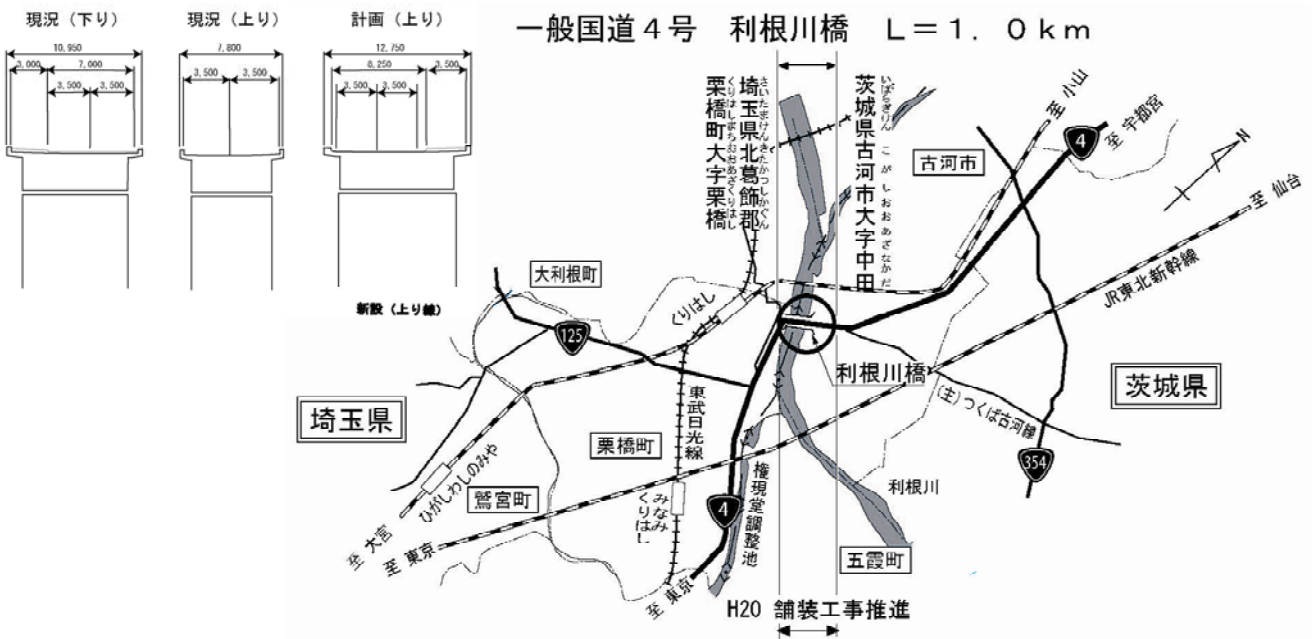 現況（下り）
現況（上り）
計画（上り）
10,950
3,000
7,000
3,500
3,500
7,800
3,500
3,500
12,750
8,250
3,500
3,500
3,500
新設（上り線）
一般国道４号　利根川橋　Ｌ＝１．０ｋｍ
さいたまけんきたかつしかぐん
埼玉県北葛飾郡
くりはしまちおおあざくりはし
栗橋町大字栗橋
いばらきけん こがしおおあざなかだ
茨城県古河市大字中田
至 小山
4
至 宇都宮
古河市
N
至 仙台
JR東北新幹線
大利根町
くりはし
125
利根川橋
茨城県
埼玉県
東武日光線
栗橋町
(主)つくば古河線
354
ひがしわしのみや
鷲宮町
みなみ
くりはし
4
権現堂調整池
利根川
至 大宮
至 東京
至 東京
五霞町
H20 舗装工事推進